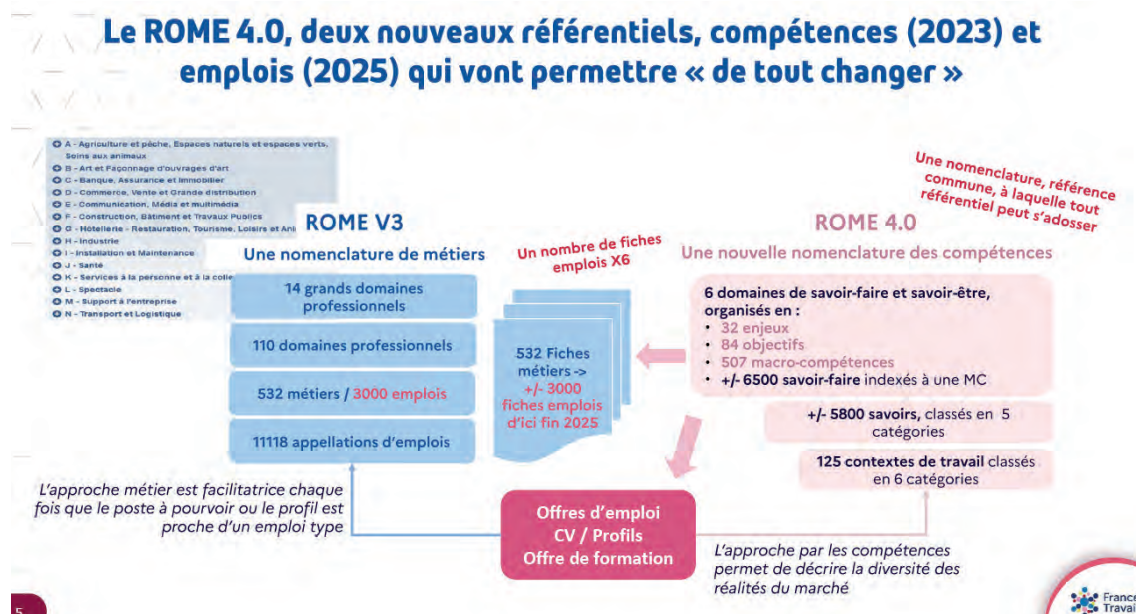 Le ROME 4.0, deux nouveaux référentiels, compétences (2023) et
emplois (2025) qui vont permettre « de tout changer »
A - Agriculture et pêche, Espaces naturels et espaces verts,
Soins aux animaux
B - Art et Façonnage d'ouvrages d'art
C - Banque, Assurance et Immobilier
D - Commerce, Vente et Grande distribution
E - Communication, Média et multimédia
F - Construction, Bâtiment et Travaux Publics
G - Hôtellerie - Restauration, Tourisme, Loisirs et Ani
H - Industrie
I - Installation et Maintenance
J - Santé
K - Services à la personne et à la colle
L - Spectacle
M - Support à l'entreprise
N - Transport et Logistique
ROME V3
Une nomenclature de métiers
14 grands domaines
professionnels
110 domaines professionnels
532 métiers / 3000 emplois
11118 appellations d'emplois
L'approche métier est facilitatrice chaque
fois que le poste à pourvoir ou le profil est
proche d'un emploi type
Un nombre de fiches
emplois X6
532 Fiches
métiers ->
+/- 3000
fiches emplois
d'ici fin 2025
Offres d'emploi
CV / Profils
Offre de formation
Une nomenclature, référence
commune, à laquelle tout
référentiel peut s'adosser
ROME 4.0
Une nouvelle nomenclature des compétences
6 domaines de savoir-faire et savoir-être,
organisés en :
• 32 enjeux
• 84 objectifs
• 507 macro-compétences
• +/- 6500 savoir-faire indexés à une MC
+/- 5800 savoirs, classés en 5
catégories
125 contextes de travail classés
en 6 catégories
L'approche par les compétences
permet de décrire la diversité des
réalités du marché
5
France
Travail